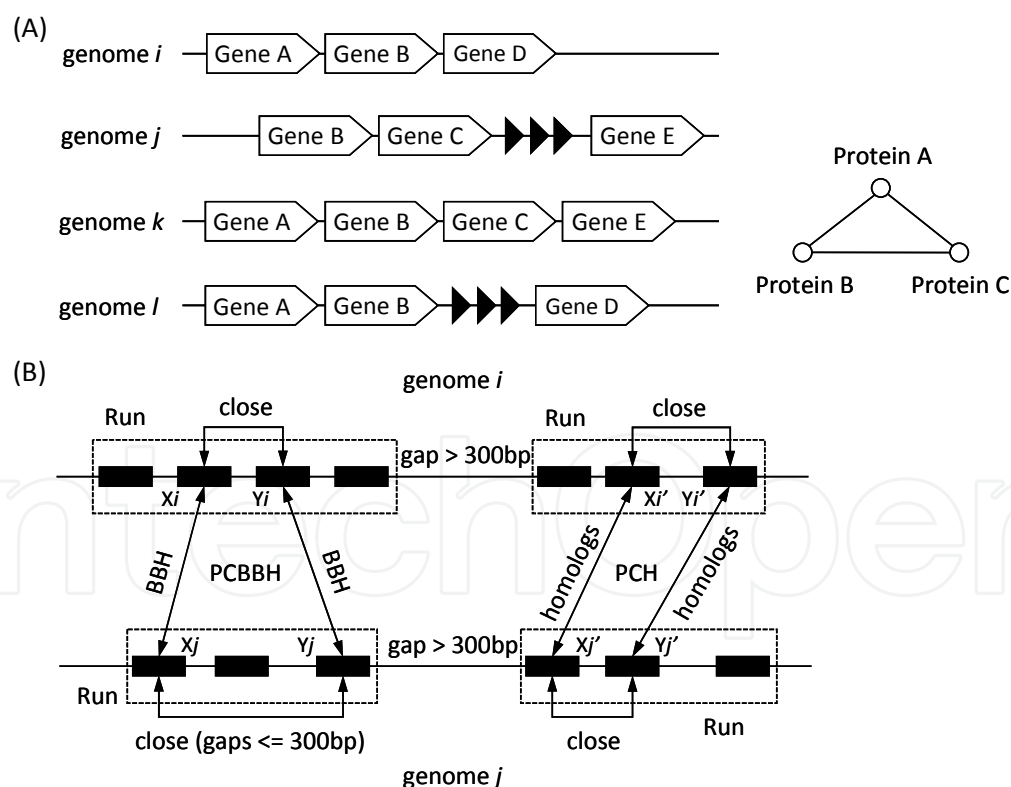 (A)
genome i
Gene A Gene B Gene D
genome j
Gene B Gene C Gene E
genome k
Gene A Gene B Gene C Gene E
genome l
Gene A Gene B Gene D
Protein A
Protein B Protein C
(B)
genome i
Run close Run close
gap > 300bp
Xi Yi Xi’ Yi’
BBH PCBBH BBH homologs PCH homologs
Xj Yj gap > 300bp Xj’ Yj’
Run Run
close (gaps <= 300bp) close
genome j
ntechOpen